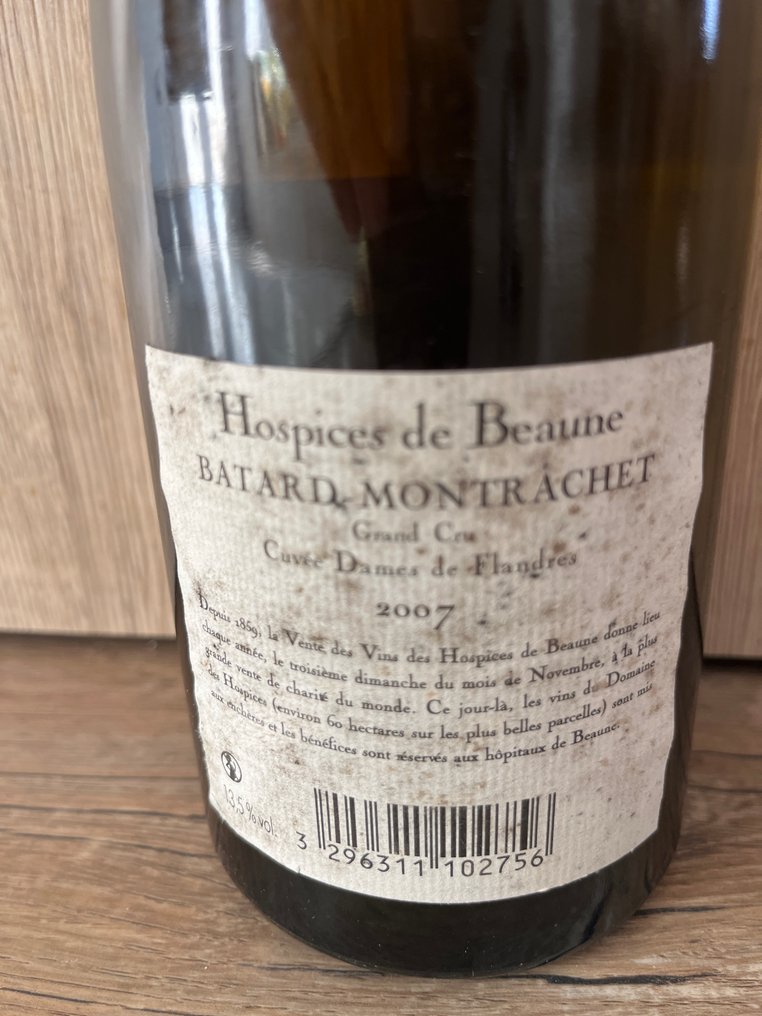 Hospices de Beaune
BATARD-MONTRACHET
Grand Cru
Cuvée Dames de Flandres
2007
Depuis 1859, la Vente des Vins des Hospices de Beaune donne lieu
chaque année, le troisième dimanche du mois de Novembre, à la plus
grande vente de charité du monde. Ce jour-là, les vins du Domaine
des Hospices (environ 60 hectares sur les plus belles parcelles) sont mis
aux enchères et les bénéfices sont réservés aux hôpitaux de Beaune.
13,5 % vol.
3 296311 102756